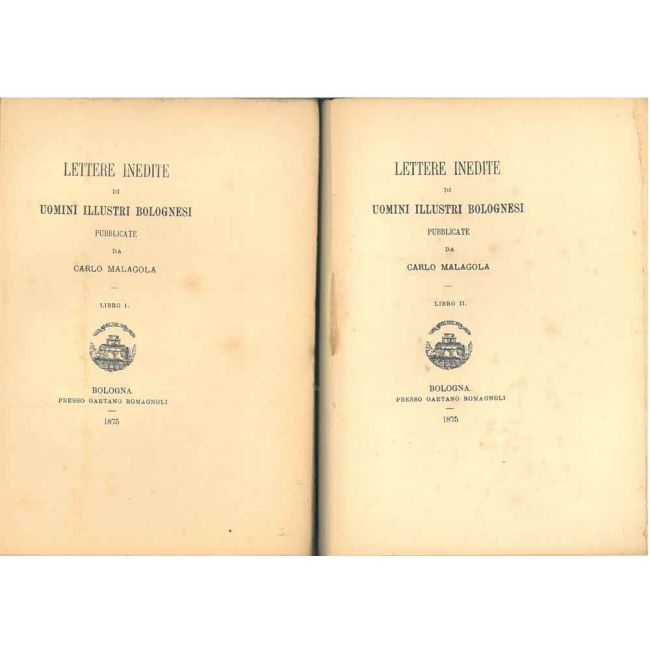 LETTERE INEDITE
DI
UOMINI ILLUSTRI BOLOGNESI
PUBBLICATE
DA
CARLO MALAGOLA
LIBRO I.
BOLOGNA
PRESSO GAETANO ROMAGNOLI
1875
LETTERE INEDITE
DI
UOMINI ILLUSTRI BOLOGNESI
PUBBLICATE
DA
CARLO MALAGOLA
LIBRO II.
BOLOGNA
PRESSO GAETANO ROMAGNOLI
1875